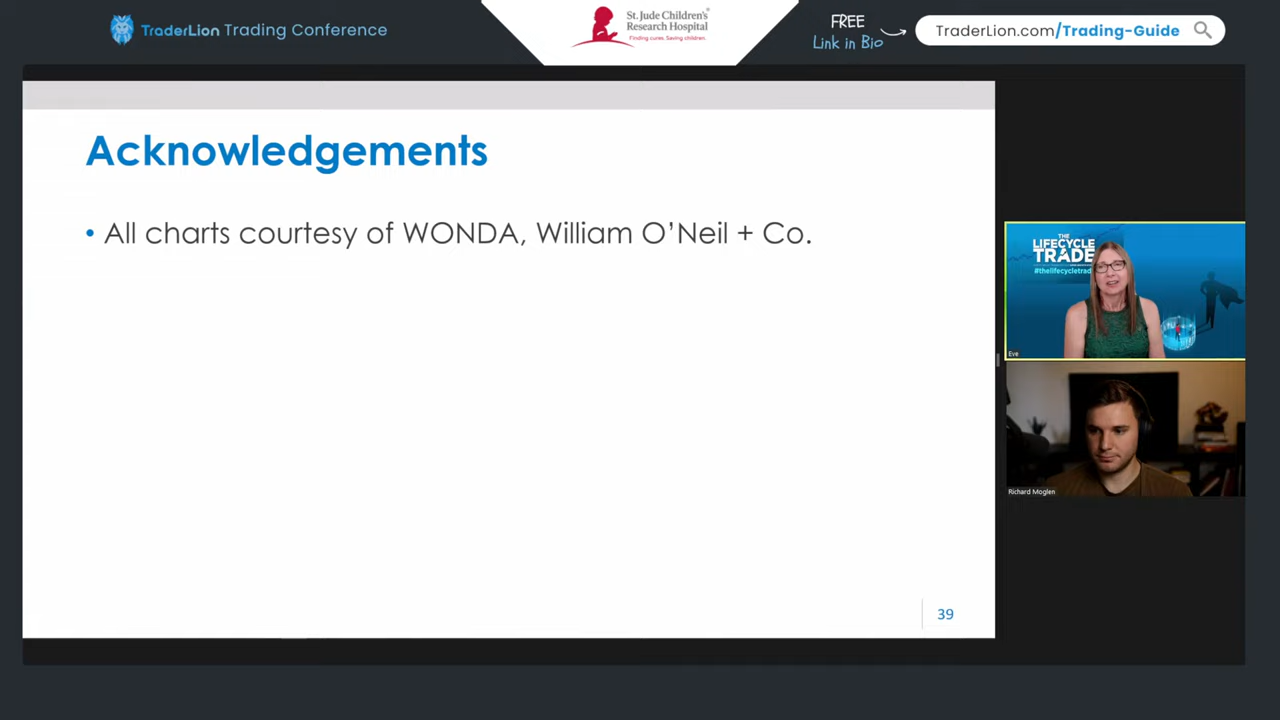 TraderLion Trading Conference
St. Jude Children's
Research Hospital
Finding cures. Saving children.
FREE
Link in Bio
TraderLion.com/Trading-Guide
Acknowledgements
• All charts courtesy of WONDA, William O'Neil + Co.
39
THE
LIFECYCLE
TRADE
#thelifecycletrad
Eve
Richard Moglen